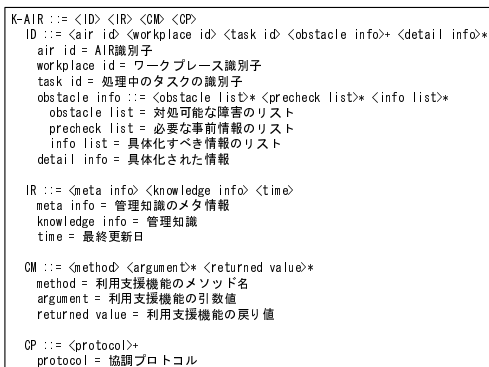 K-AIR ::= <ID> <IR> <CM> <CP>
ID ::= <air id> <workplace id> <task id> <obstacle info>+ <detail info>*
air id = AIR識別子
workplace id = ワークプレース識別子
task id = 処理中のタスクの識別子
obstacle info ::= <obstacle list>* <precheck list>* <info list>*
obstacle list = 対処可能な障害のリスト
precheck list = 必要な事前情報のリスト
info list = 具体化すべき情報のリスト
detail info = 具体化された情報
IR ::= <meta info> <knowledge info> <time>
meta info = 管理知識のメタ情報
knowledge info = 管理知識
time = 最終更新日
CM ::= <method> <argument>* <returned value>*
method = 利用支援機能のメソッド名
argument = 利用支援機能の引数値
returned value = 利用支援機能の戻り値
CP ::= <protocol>+
protocol = 協調プロトコル